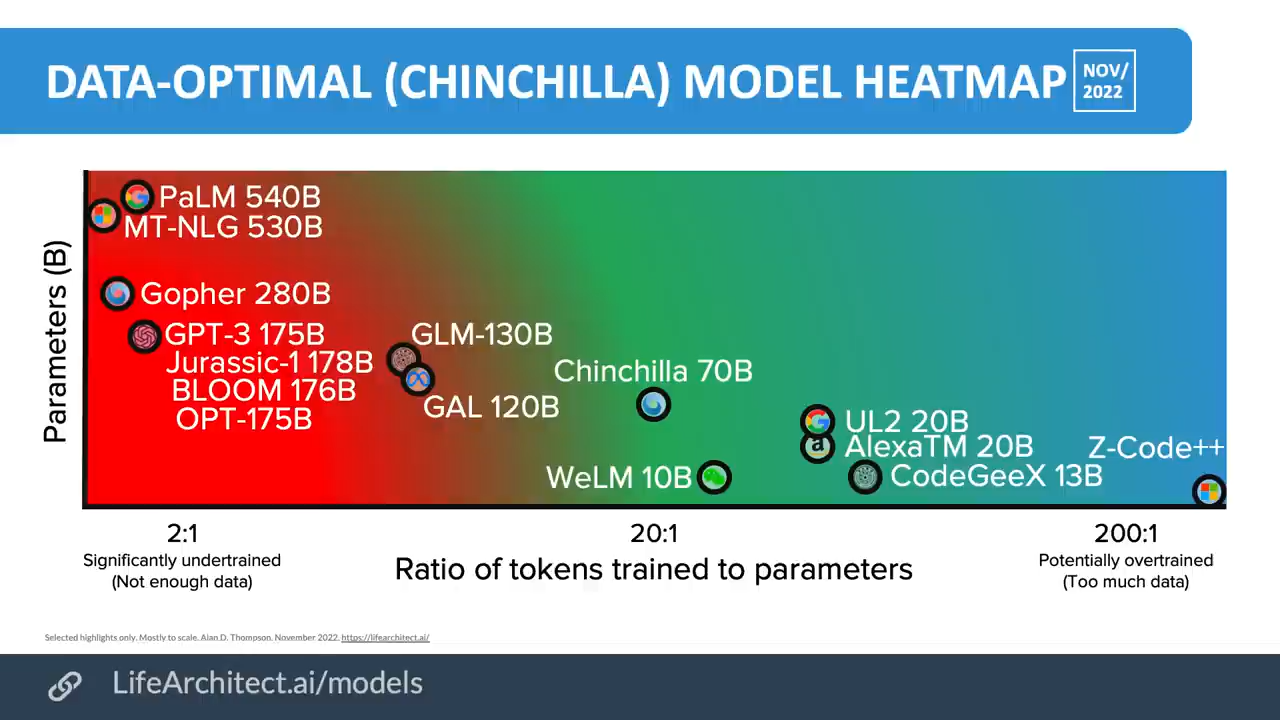 DATA-OPTIMAL (CHINCHILLA) MODEL HEATMAP
NOV/
2022
Parameters (B)
PaLM 540B
MT-NLG 530B
Gopher 280B
GPT-3 175B
Jurassic-1 178B
BLOOM 176B
OPT-175B
GLM-130B
GAL 120B
Chinchilla 70B
WeLM 10B
UL2 20B
a
AlexaTM 20B
CodeGeeX 13B
Z-Code++
2:1
Significantly undertrained
(Not enough data)
20:1
Ratio of tokens trained to parameters
200:1
Potentially overtrained
(Too much data)
Selected highlights only. Mostly to scale. Alan D. Thompson. November 2022. https://lifearchitect.ai/
LifeArchitect.ai/models